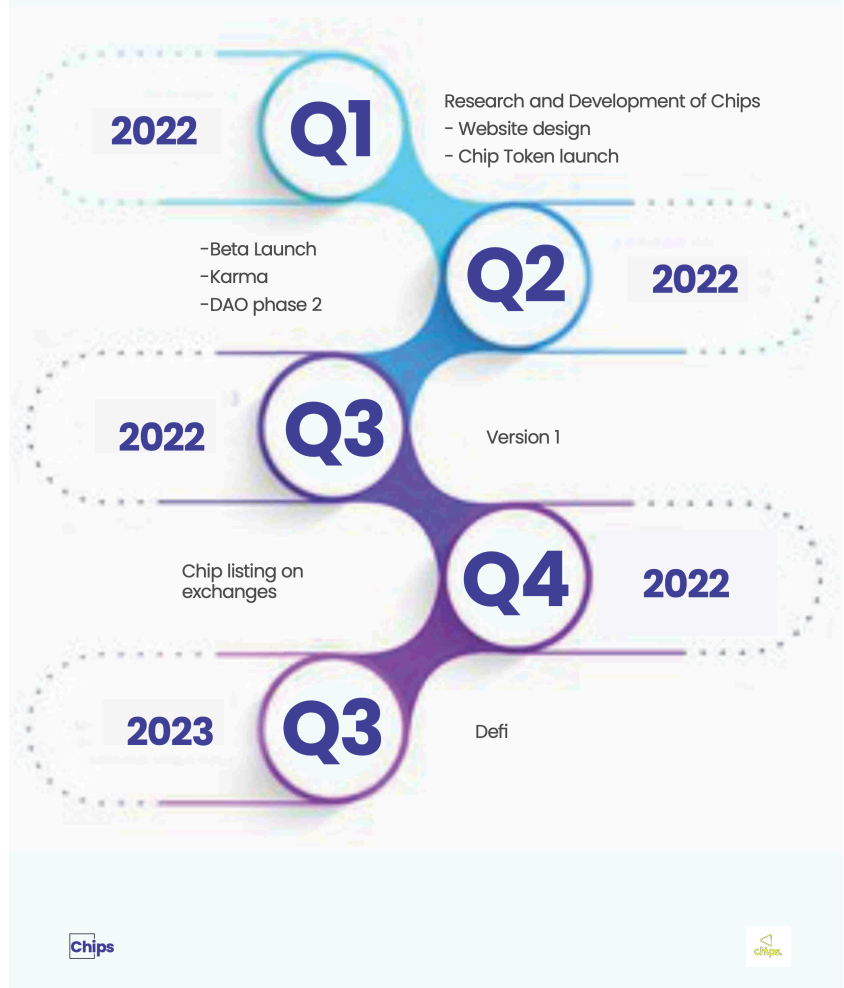 2022
Q1
Research and Development of Chips
- Website design
- Chip Token launch
-Beta Launch
-Karma
-DAO phase 2
Q2
2022
2022
Q3
Version 1
Chip listing on
exchanges
Q4
2022
2023
Q3
Defi
Chips
chips.